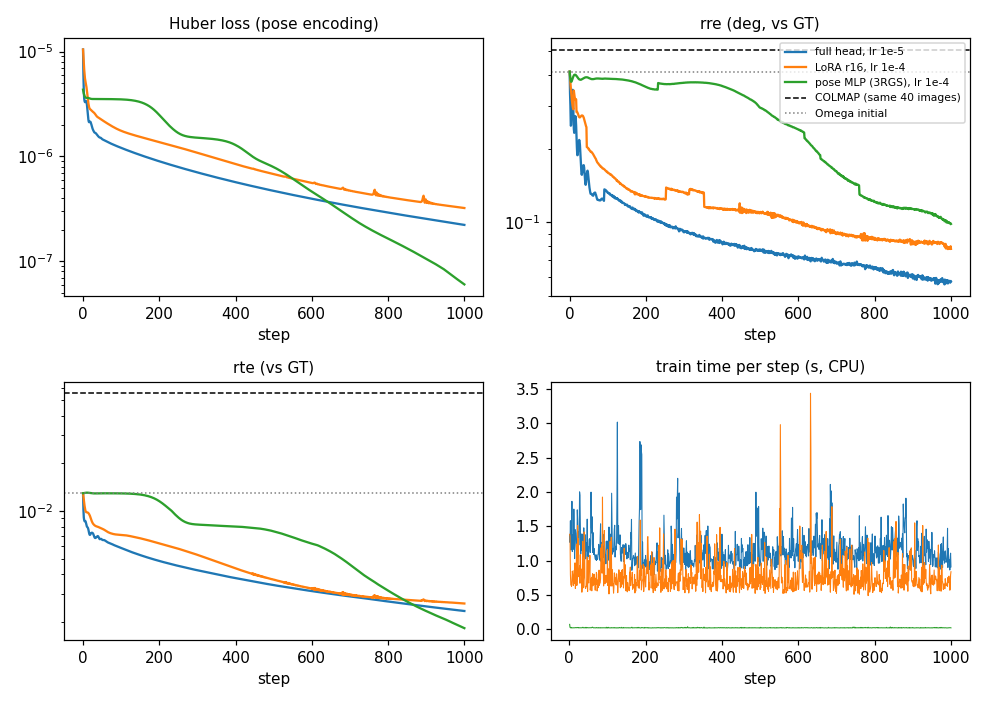 Huber loss (pose encoding)
10⁻⁵
10⁻⁶
10⁻⁷
0 200 400 600 800 1000
step
rre (deg, vs GT)
full head, lr 1e-5
LoRA r16, lr 1e-4
pose MLP (3RGS), lr 1e-4
COLMAP (same 40 images)
Omega initial
10⁻¹
0 200 400 600 800 1000
step
rte (vs GT)
10⁻²
0 200 400 600 800 1000
step
train time per step (s, CPU)
3.5
3.0
2.5
2.0
1.5
1.0
0.5
0.0
0 200 400 600 800 1000
step